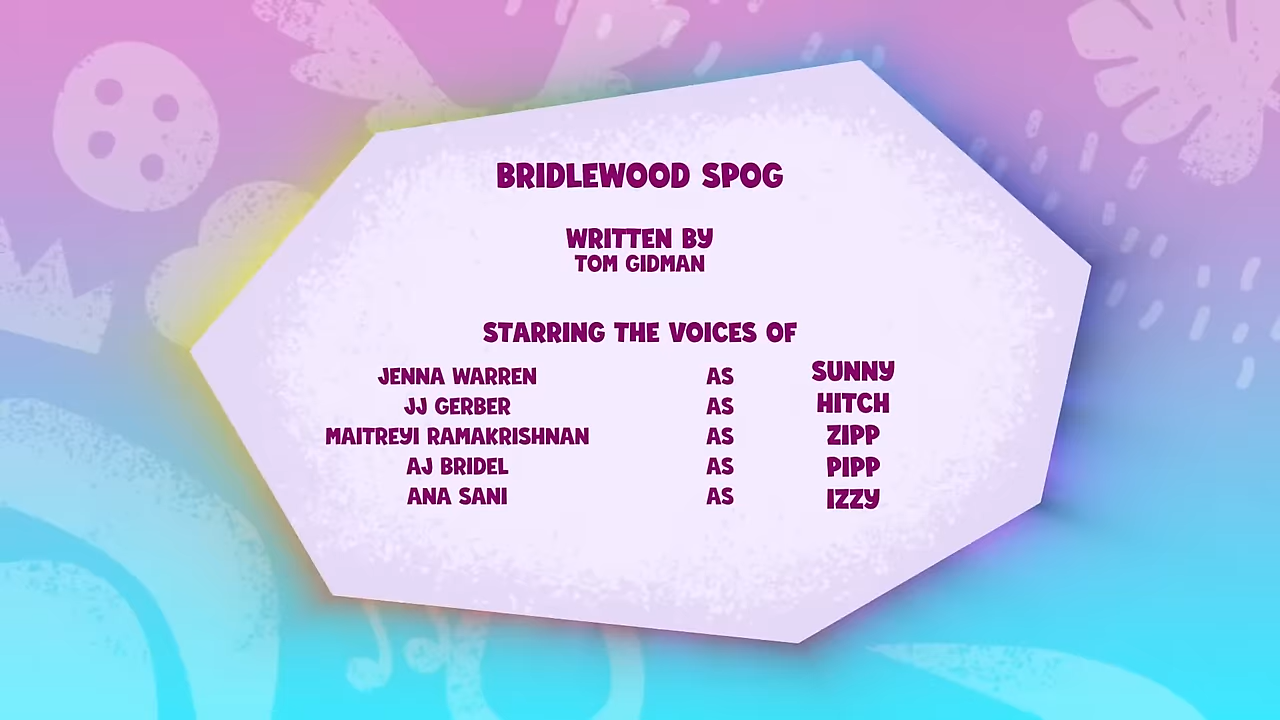 BRIDLEWOOD SPOG
WRITTEN BY
TOM GIDMAN
STARRING THE VOICES OF
JENNA WARREN AS SUNNY
JJ GERBER AS HITCH
MAITREYI RAMAKRISHNAN AS ZIPP
AJ BRIDEL AS PIPP
ANA SANI AS IZZY